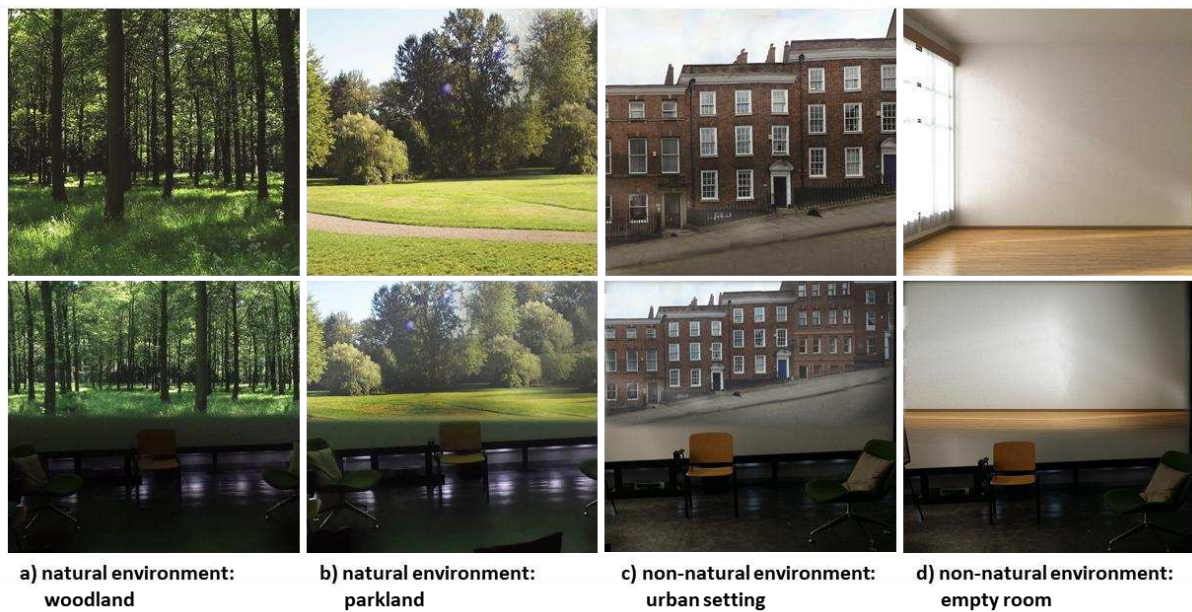 a) natural environment:
woodland
b) natural environment:
parkland
c) non-natural environment:
urban setting
d) non-natural environment:
empty room